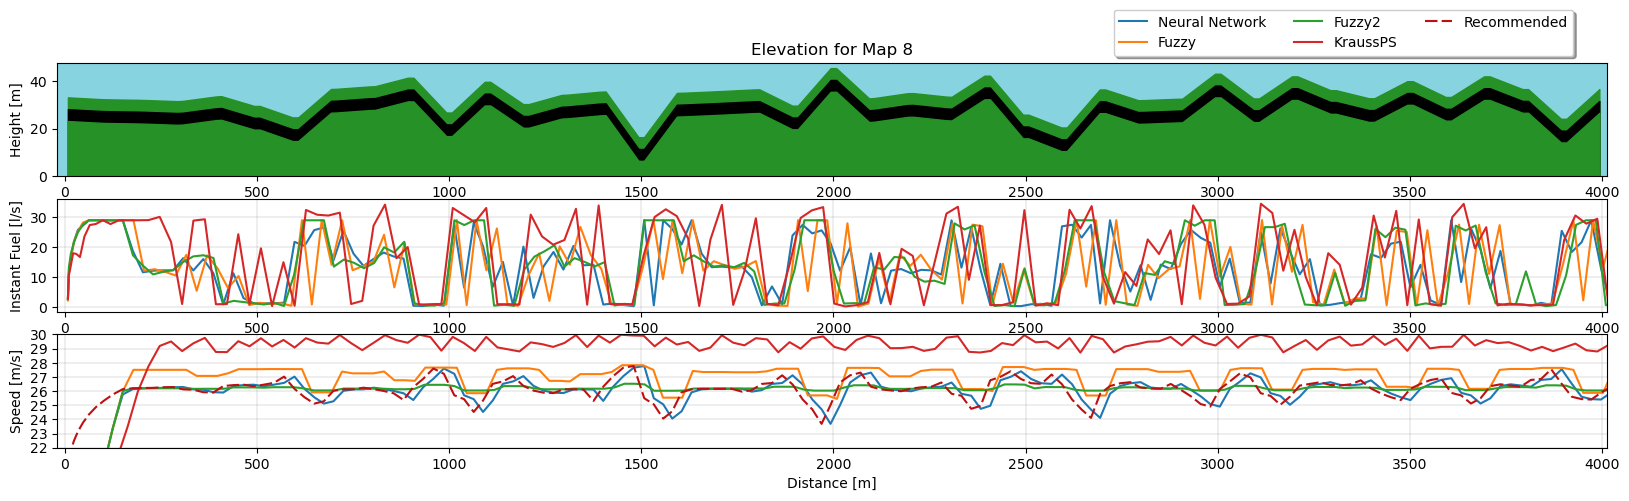 Neural Network
Fuzzy
Fuzzy2
KraussPS
Recommended
Elevation for Map 8
Height [m]
40
20
0
0 500 1000 1500 2000 2500 3000 3500 4000
Instant Fuel [l/s]
30
20
10
0
0 500 1000 1500 2000 2500 3000 3500 4000
Speed [m/s]
30
29
28
27
26
25
24
23
22
0 500 1000 1500 2000 2500 3000 3500 4000
Distance [m]